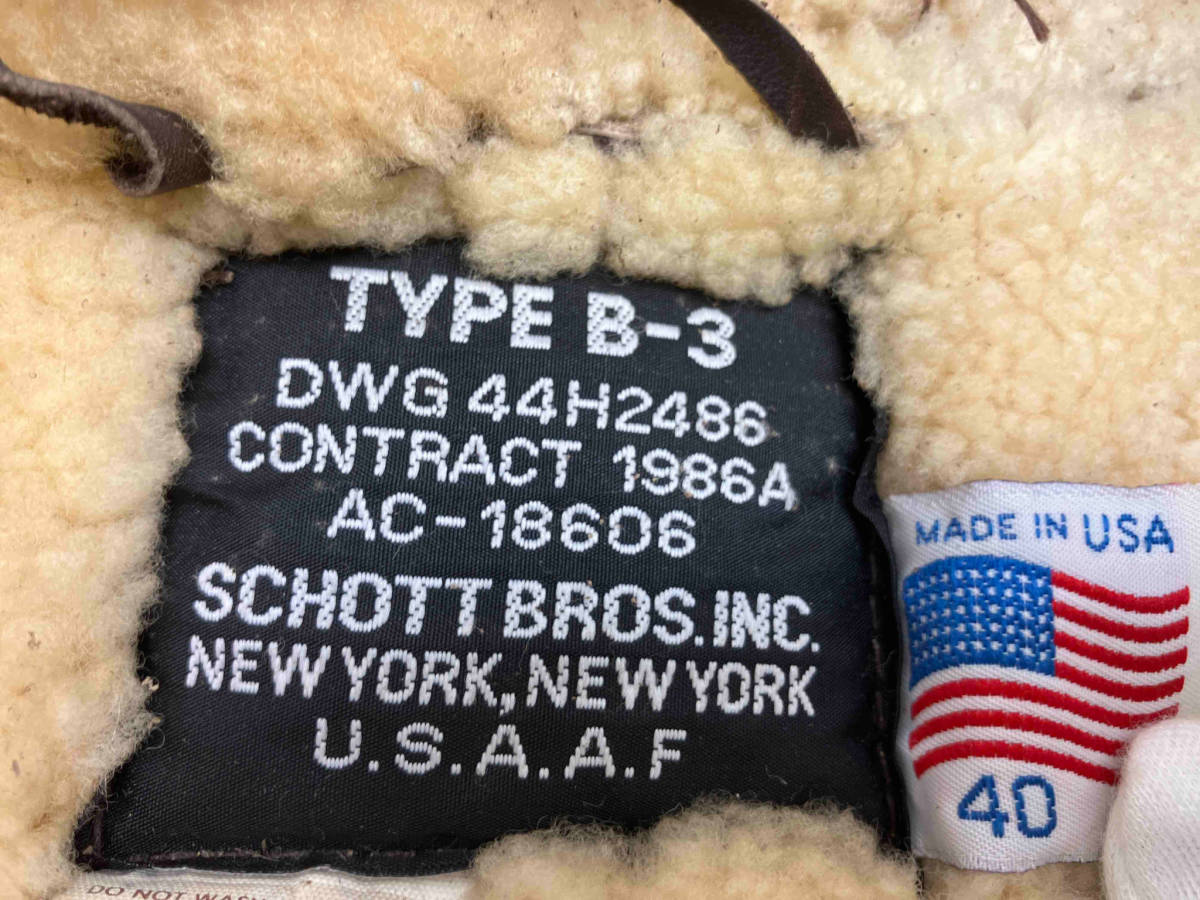 TYPE B-3
DWG 44H2486
CONTRACT 1986A
AC-18606
SCHOTT BROS. INC.
NEW YORK, NEW YORK
U.S.A.A.F
MADE IN USA
40
DO NOT WASH